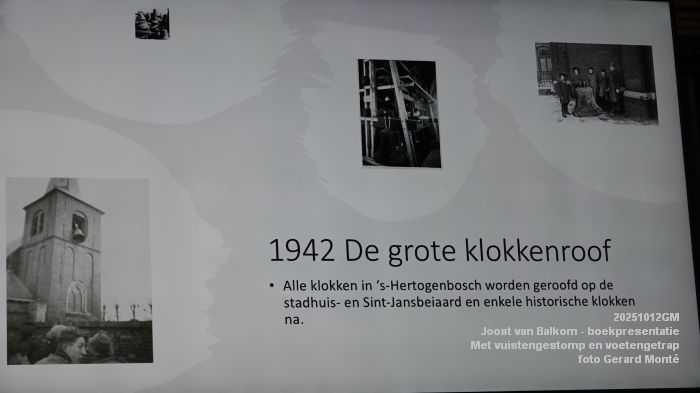 1942 De grote klokkenroof
• Alle klokken in ‘s-Hertogenbosch worden geroofd op de
stadhuis- en Sint-Jansbeiaard en enkele historische klokken
na.
20251012GM
Joost van Balkom - boekpresentatie
Met vuistengestomp en voetengetrap
foto Gerard Monté